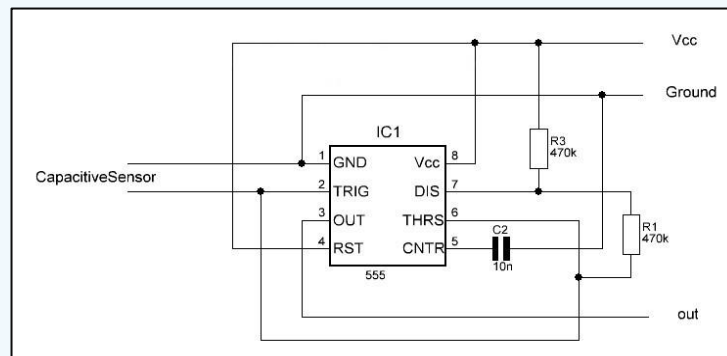 Vcc
Ground
IC1
R3
470k
1 GND Vcc 8
CapacitiveSensor
2 TRIG DIS 7
3 OUT THRS 6
C2
R1
470k
4 RST CNTR 5
10n
555
out